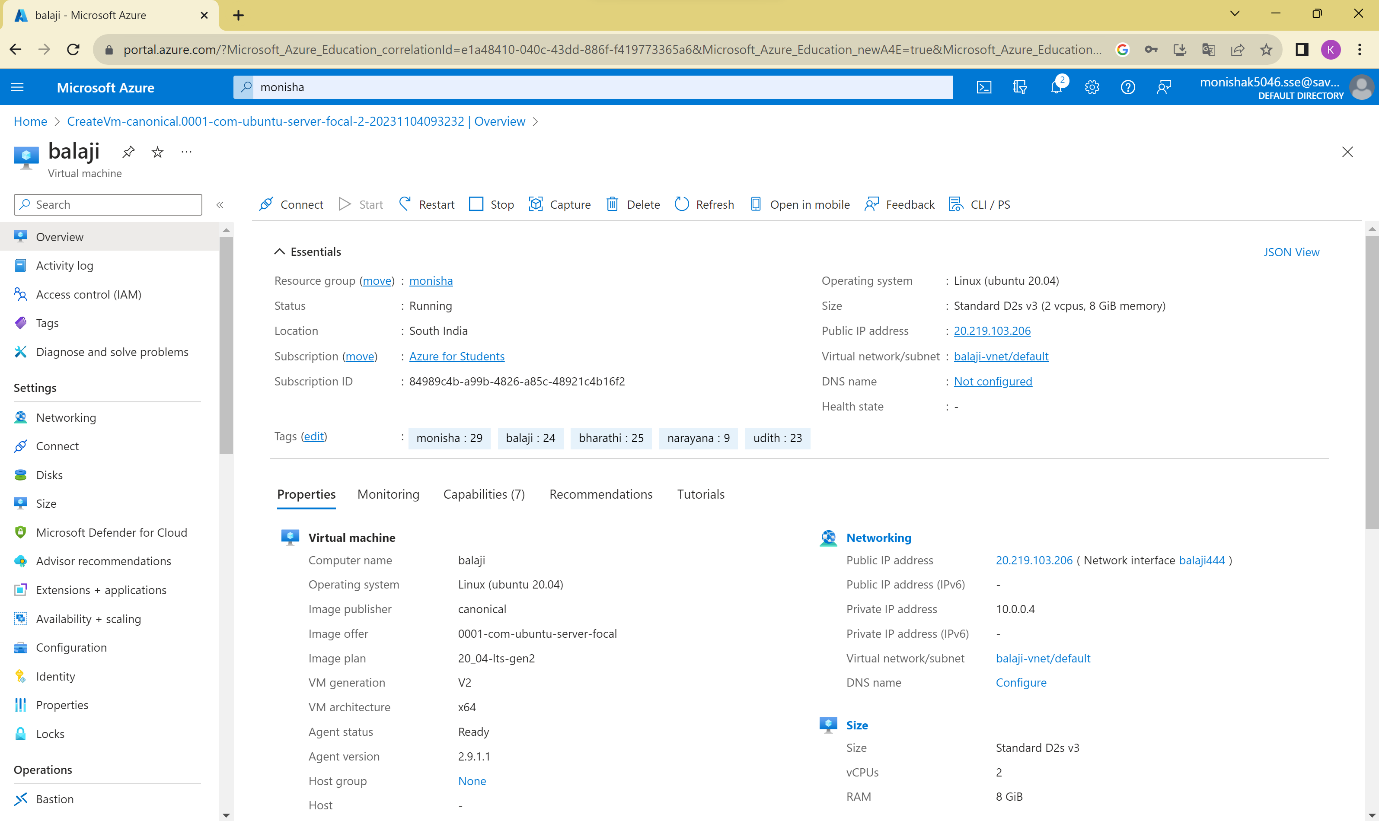 balaji - Microsoft Azure
portal.azure.com/?Microsoft_Azure_Education_correlationId=e1a48410-040c-43dd-886f-f419773365a6&Microsoft_Azure_Education_newA4E=true&Microsoft_Azure_Education...
K
Microsoft Azure
monisha
2
monishak5046.sse@sav...
DEFAULT DIRECTORY
Home > CreateVm-canonical.0001-com-ubuntu-server-focal-2-20231104093232 | Overview >
balaji
Virtual machine
Search
Connect Start Restart Stop Capture Delete Refresh Open in mobile Feedback CLI / PS
Overview
Activity log
Access control (IAM)
Tags
Diagnose and solve problems
Settings
Networking
Connect
Disks
Size
Microsoft Defender for Cloud
Advisor recommendations
Extensions + applications
Availability + scaling
Configuration
Identity
Properties
Locks
Operations
Bastion
Essentials
JSON View
Resource group (move) : monisha
Status : Running
Location : South India
Subscription (move) : Azure for Students
Subscription ID : 84989c4b-a99b-4826-a85c-48921c4b16f2
Operating system : Linux (ubuntu 20.04)
Size : Standard D2s v3 (2 vcpus, 8 GiB memory)
Public IP address : 20.219.103.206
Virtual network/subnet : balaji-vnet/default
DNS name : Not configured
Health state : -
Tags (edit) : monisha : 29 balaji : 24 bharathi : 25 narayana : 9 udith : 23
Properties Monitoring Capabilities (7) Recommendations Tutorials
Virtual machine
Computer name balaji
Operating system Linux (ubuntu 20.04)
Image publisher canonical
Image offer 0001-com-ubuntu-server-focal
Image plan 20_04-lts-gen2
VM generation V2
VM architecture x64
Agent status Ready
Agent version 2.9.1.1
Host group None
Host -
Networking
Public IP address 20.219.103.206 ( Network interface balaji444 )
Public IP address (IPv6) -
Private IP address 10.0.0.4
Private IP address (IPv6) -
Virtual network/subnet balaji-vnet/default
DNS name Configure
Size
Size Standard D2s v3
vCPUs 2
RAM 8 GiB